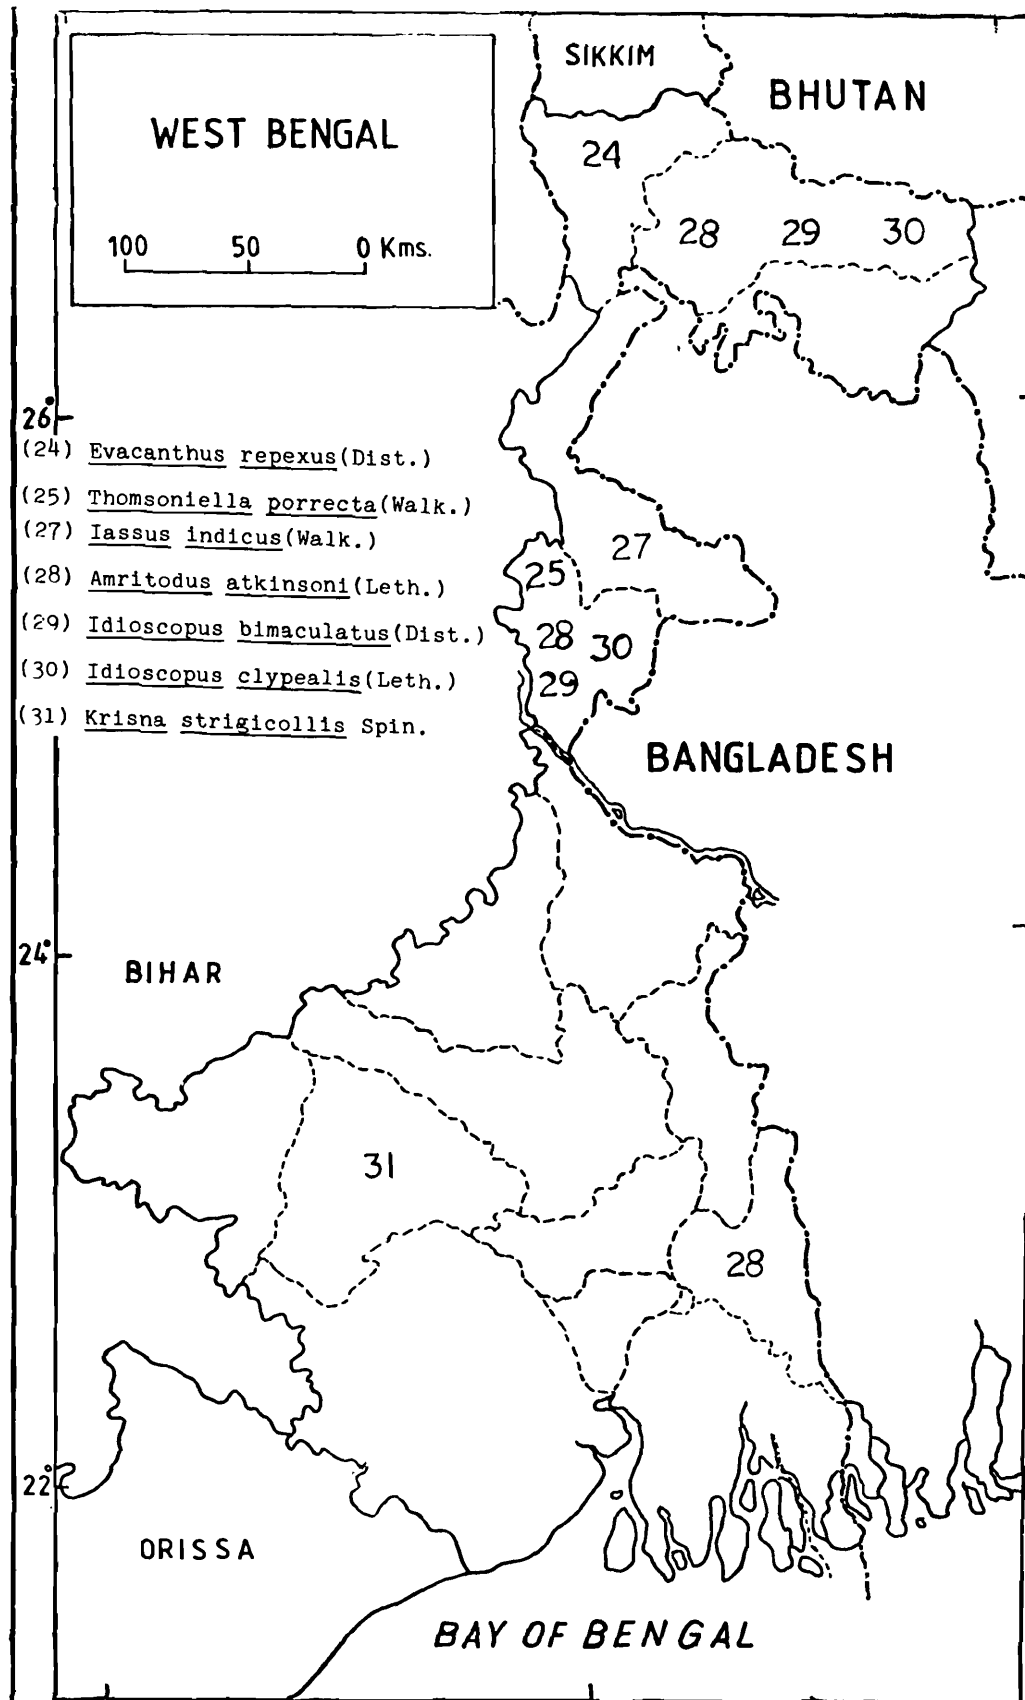 SIKKIM
BHUTAN
WEST BENGAL
24
100 50 0 Kms.
28 29 30
26°
(24) Evacanthus repexus(Dist.)
(25) Thomsoniella porrecta(Walk.)
(27) Iassus indicus(Walk.)
27
25
(28) Amritodus atkinsoni(Leth.)
(29) Idioscopus bimaculatus(Dist.)
28 30
(30) Idioscopus clypealis(Leth.)
29
(31) Krisna strigicollis Spin.
BANGLADESH
24°
BIHAR
31
28
22°
ORISSA
BAY OF BENGAL